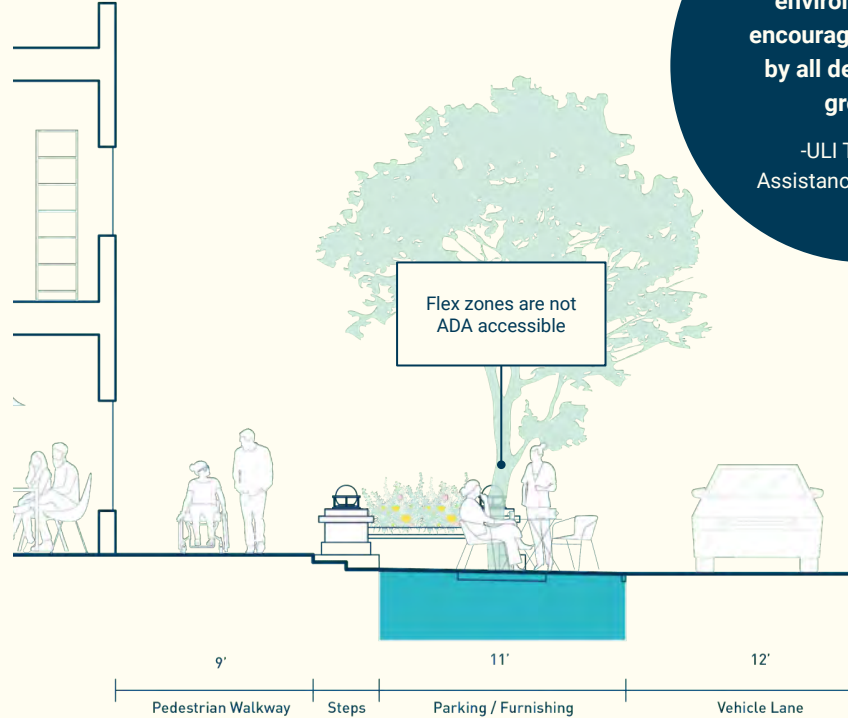 encourag
by all de
gr
-ULI T
Assistanc
Flex zones are not
ADA accessible
9'
11'
12'
Pedestrian Walkway
Steps
Parking / Furnishing
Vehicle Lane